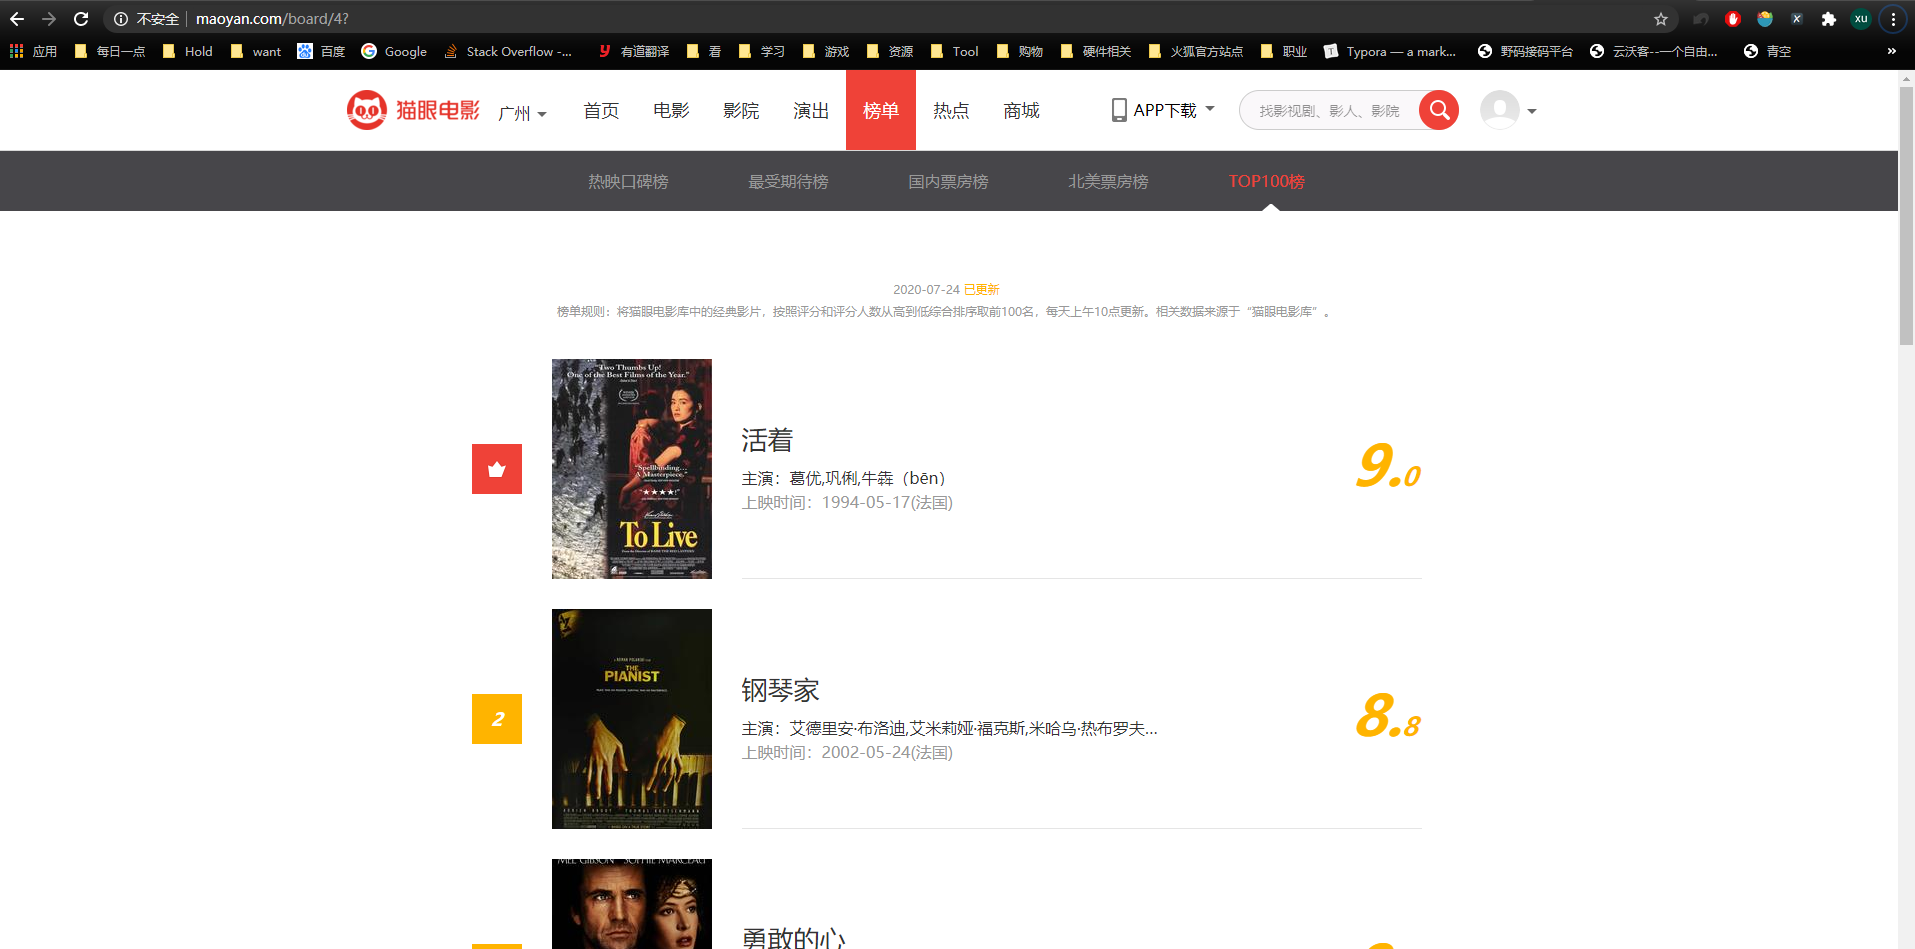 不安全 maoyan.com/board/4?
应用 每日一点 Hold want 百度 Google Stack Overflow -... 有道翻译 看 学习 游戏 资源 Tool 购物 硬件相关 火狐官方站点 职业 Typora — a mark... 野码接码平台 云沃客--一个自由... 青空 »
猫眼电影 广州 首页 电影 影院 演出 榜单 热点 商城 APP下载 找影视剧、影人、影院
热映口碑榜 最受期待榜 国内票房榜 北美票房榜 TOP100榜
2020-07-24 已更新
榜单规则：将猫眼电影库中的经典影片，按照评分和评分人数从高到低综合排序取前100名，每天上午10点更新。相关数据来源于“猫眼电影库”。
"Two Thumbs Up!
One of the Best Films of the Year."
"Spellbinding...
A Masterpiece."
"★★★★!"
To Live
活着
主演：葛优,巩俐,牛犇（bēn）
上映时间：1994-05-17(法国)
9.0
2
THE
PIANIST
钢琴家
主演：艾德里安·布洛迪,艾米莉娅·福克斯,米哈乌·热布罗夫...
上映时间：2002-05-24(法国)
8.8
MEL GIBSON SOPHIE MARCEAU
勇敢的心